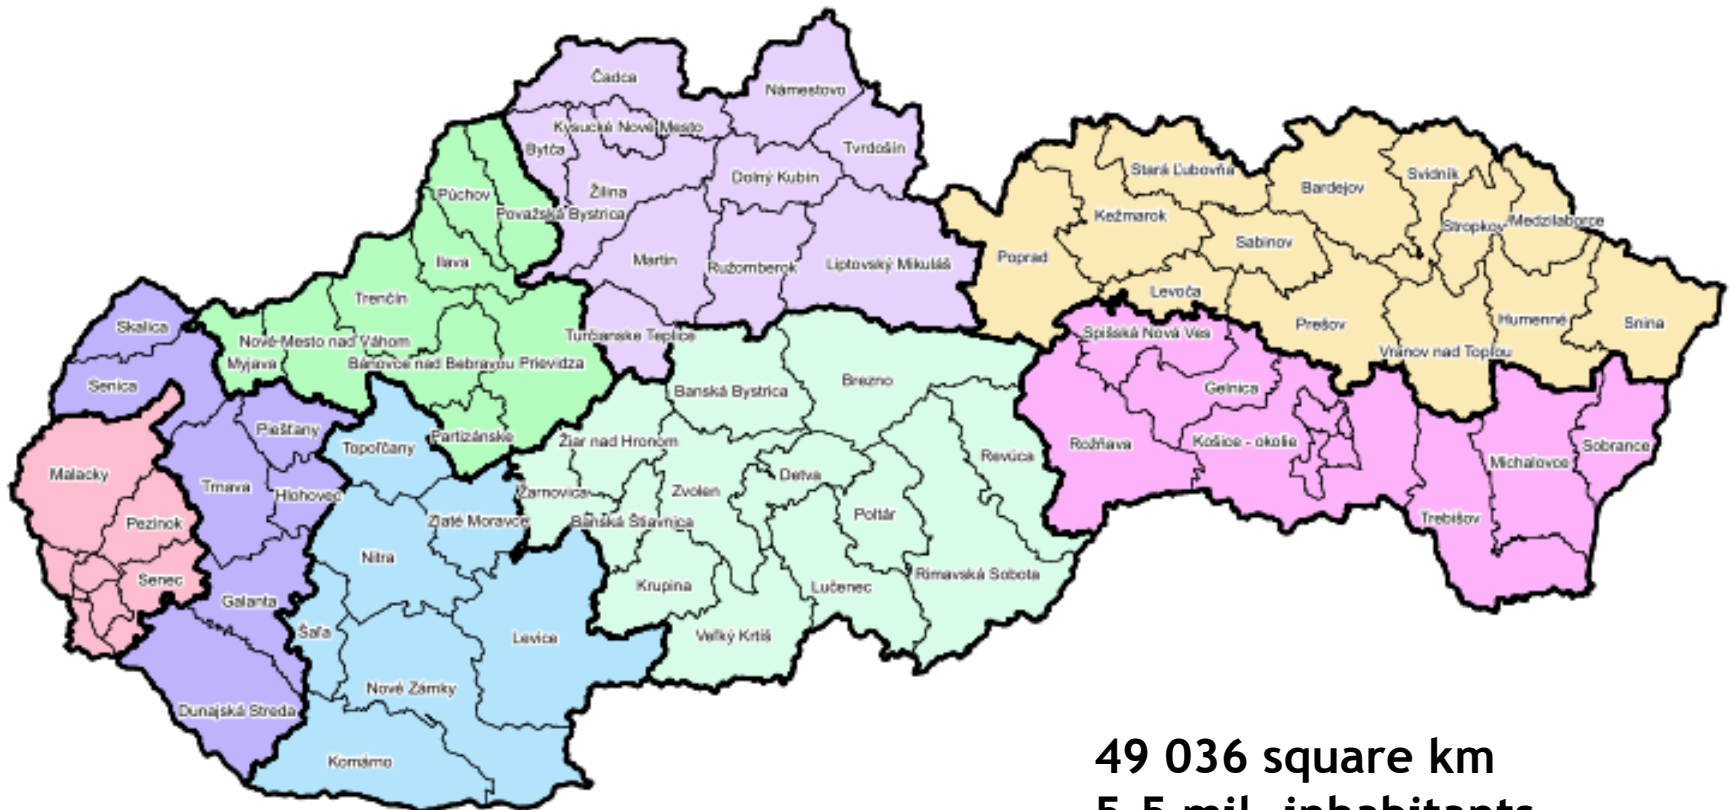 Čadca
Námestovo
Kysucké Nové Mesto
Bytča
Tvrdošín
Dolný Kubín
Žilina
Púchov
Považská Bystrica
Stará Ľubovňa
Bardejov
Svidník
Kežmarok
Stropkov
Medzilaborce
Sabinov
Poprad
Ilava
Martin
Ružomberok
Liptovský Mikuláš
Levoča
Trenčín
Skalica
Prešov
Humenné
Snina
Turčianske Teplice
Spišská Nová Ves
Nové Mesto nad Váhom
Myjava
Bánovce nad Bebravou
Prievidza
Vranov nad Topľou
Senica
Banská Bystrica
Brezno
Gelnica
Piešťany
Partizánske
Topoľčany
Žiar nad Hronom
Rožňava
Košice - okolie
Sobrance
Revúca
Michalovce
Malacky
Detva
Trnava
Hlohovec
Žarnovica
Zvolen
Pezinok
Zlaté Moravce
Banská Štiavnica
Poltár
Trebišov
Nitra
Senec
Krupina
Lučenec
Rimavská Sobota
Galanta
Šaľa
Levice
Veľký Krtíš
Nové Zámky
Dunajská Streda
Komárno
49 036 square km
5,5 mil. inhabitants